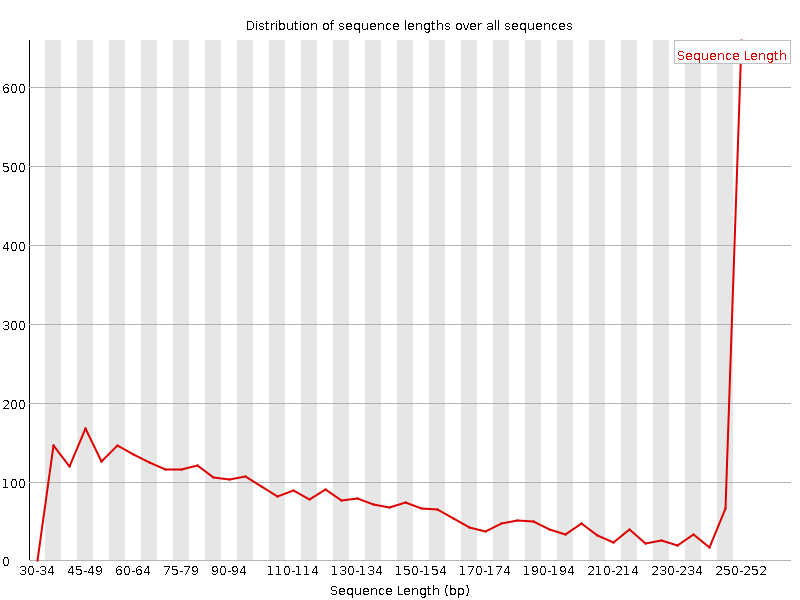 Distribution of sequence lengths over all sequences
Sequence Length
600
500
400
300
200
100
0
30-34 45-49 60-64 75-79 90-94 110-114 130-134 150-154 170-174 190-194 210-214 230-234 250-252
Sequence Length (bp)